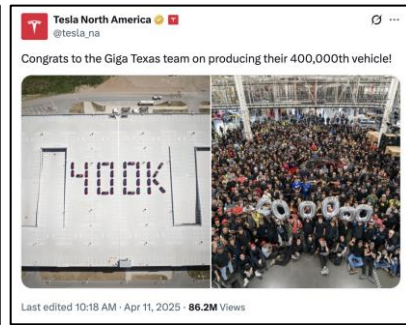 Tesla North America
@tesla_na
Congrats to the Giga Texas team on producing their 400,000th vehicle!
400K
Last edited 10:18 AM · Apr 11, 2025 · 86.2M Views